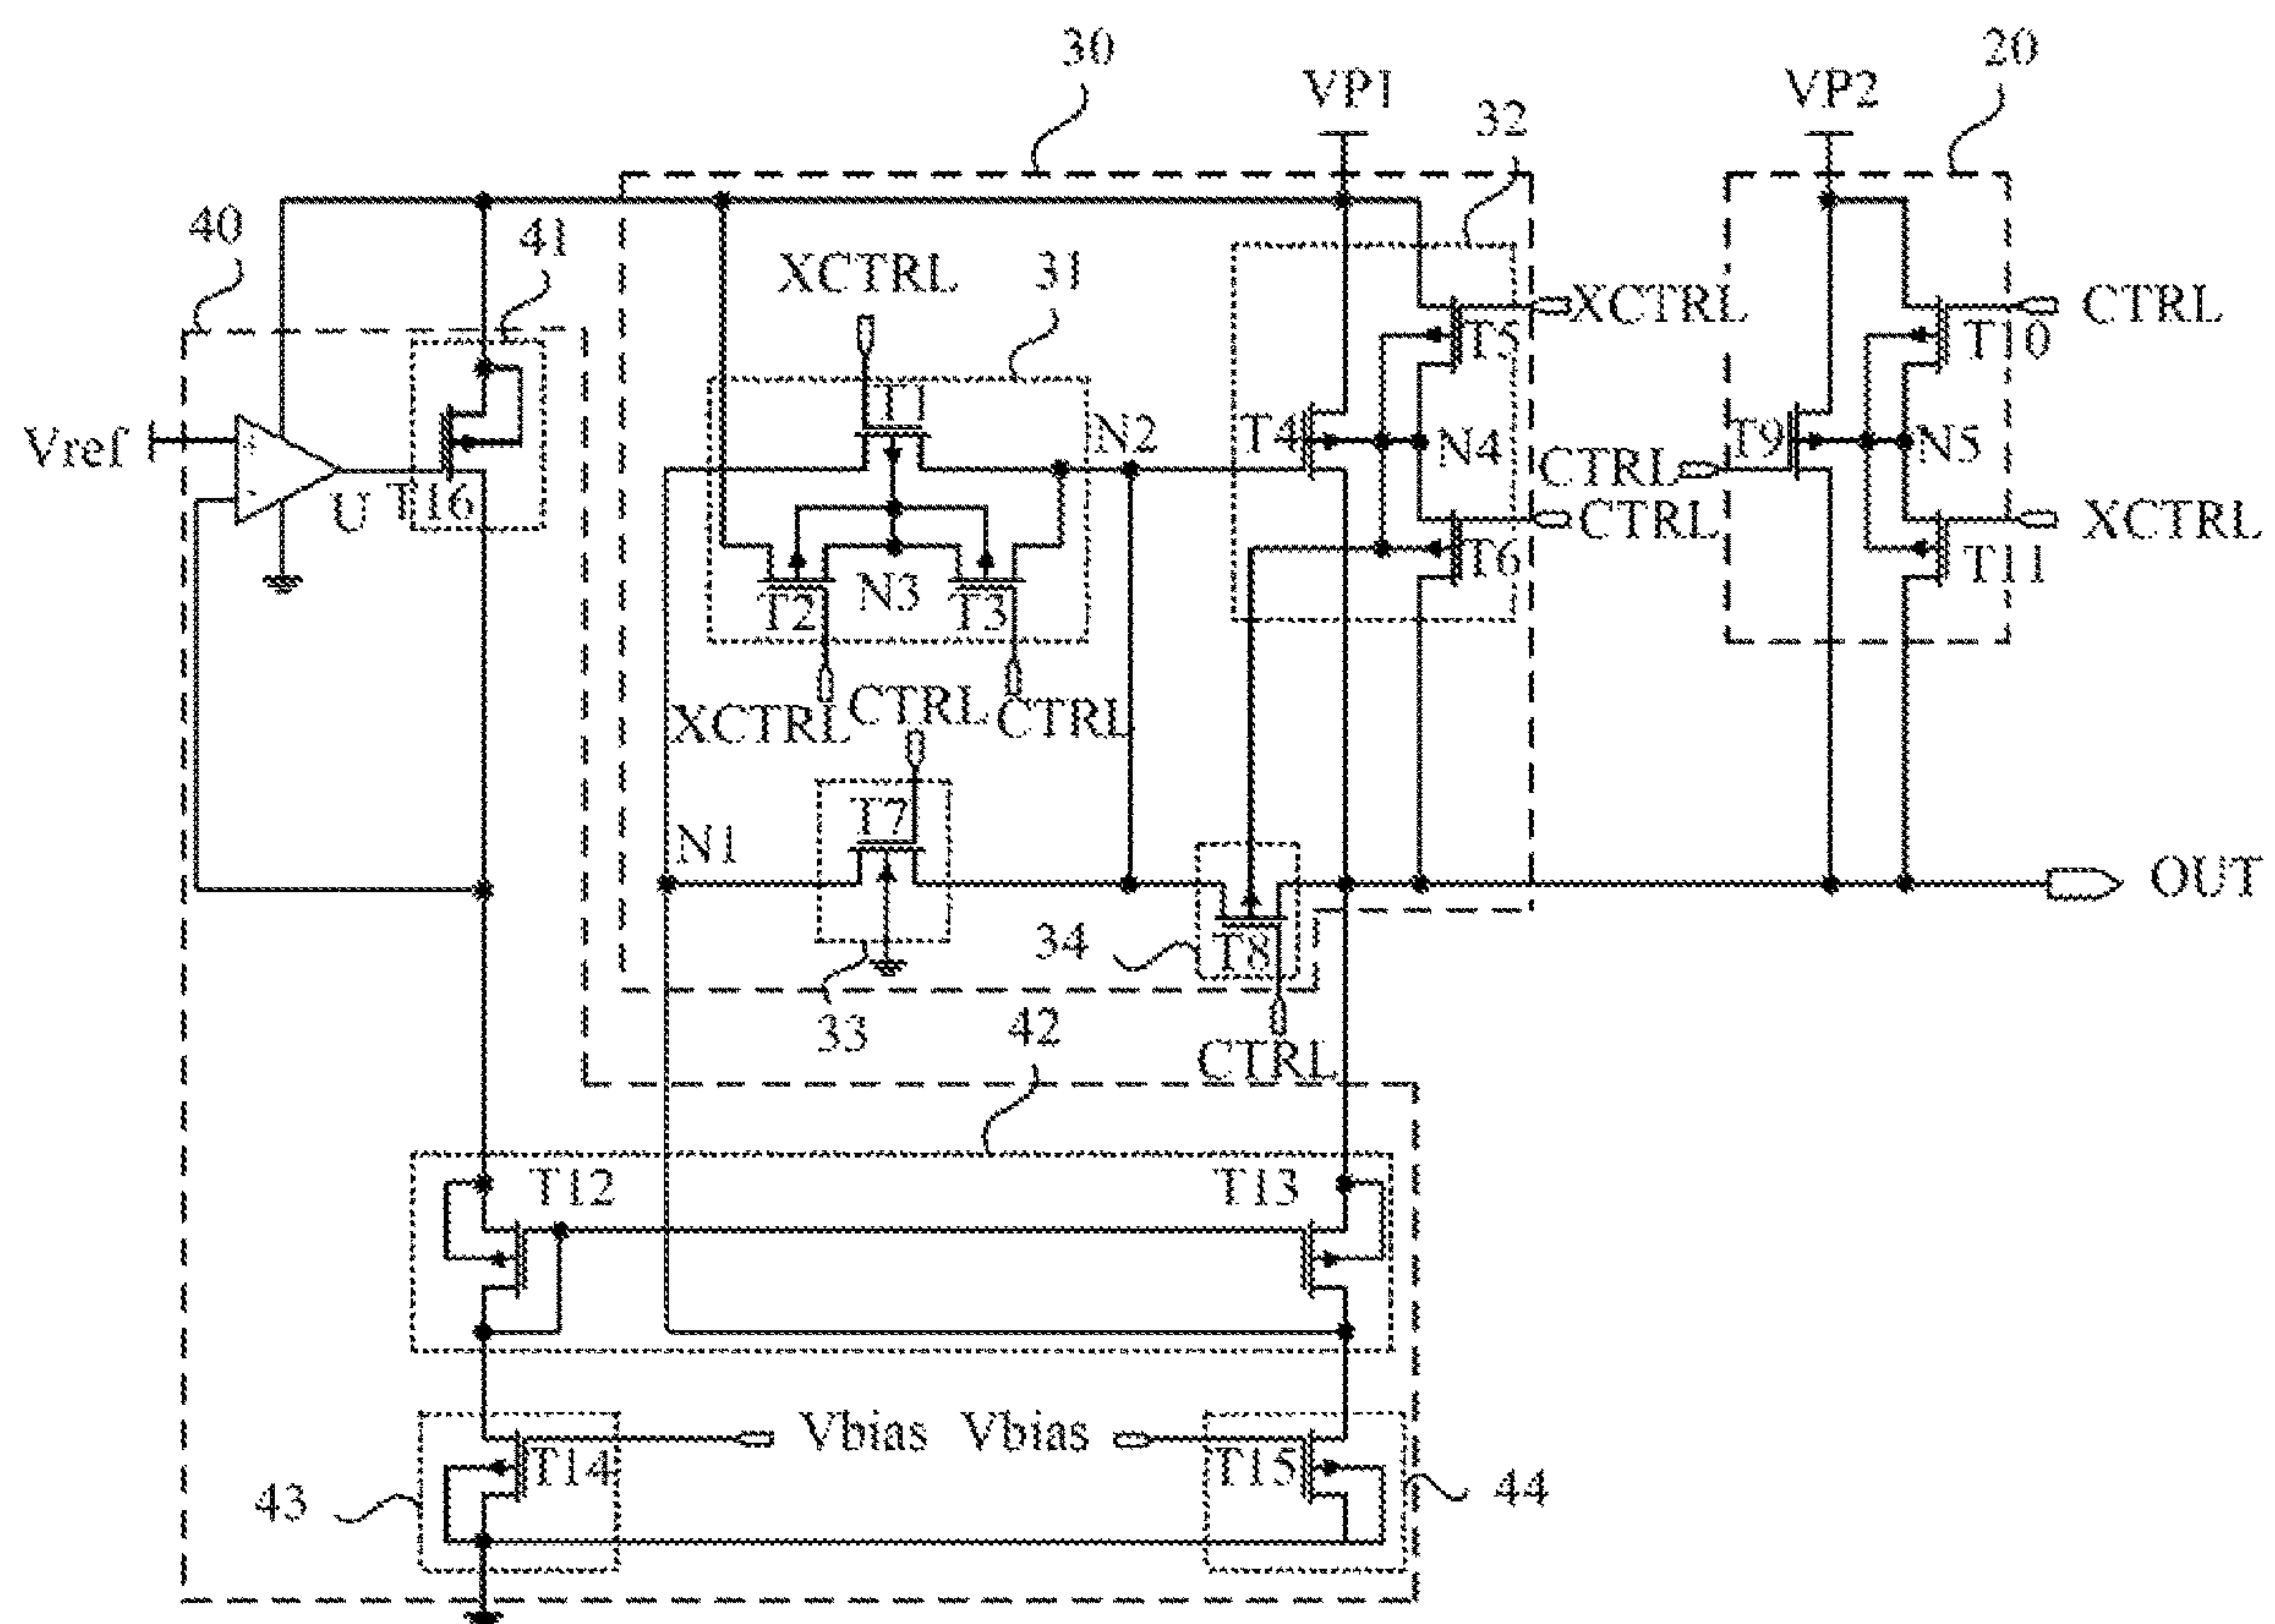 30
VP1
VP2
20
32
40
41
XCTRL
31
XCTRL
CTRL
T5
T10
T1
N2
T4
N4
T9
N5
Vref
+
-
U
T16
CTRL
CTRL
XCTRL
T6
T11
T2
N3
T3
XCTRL
CTRL
CTRL
T7
N1
OUT
34
T8
33
42
CTRL
T12
T13
Vbias
Vbias
T14
T15
43
44